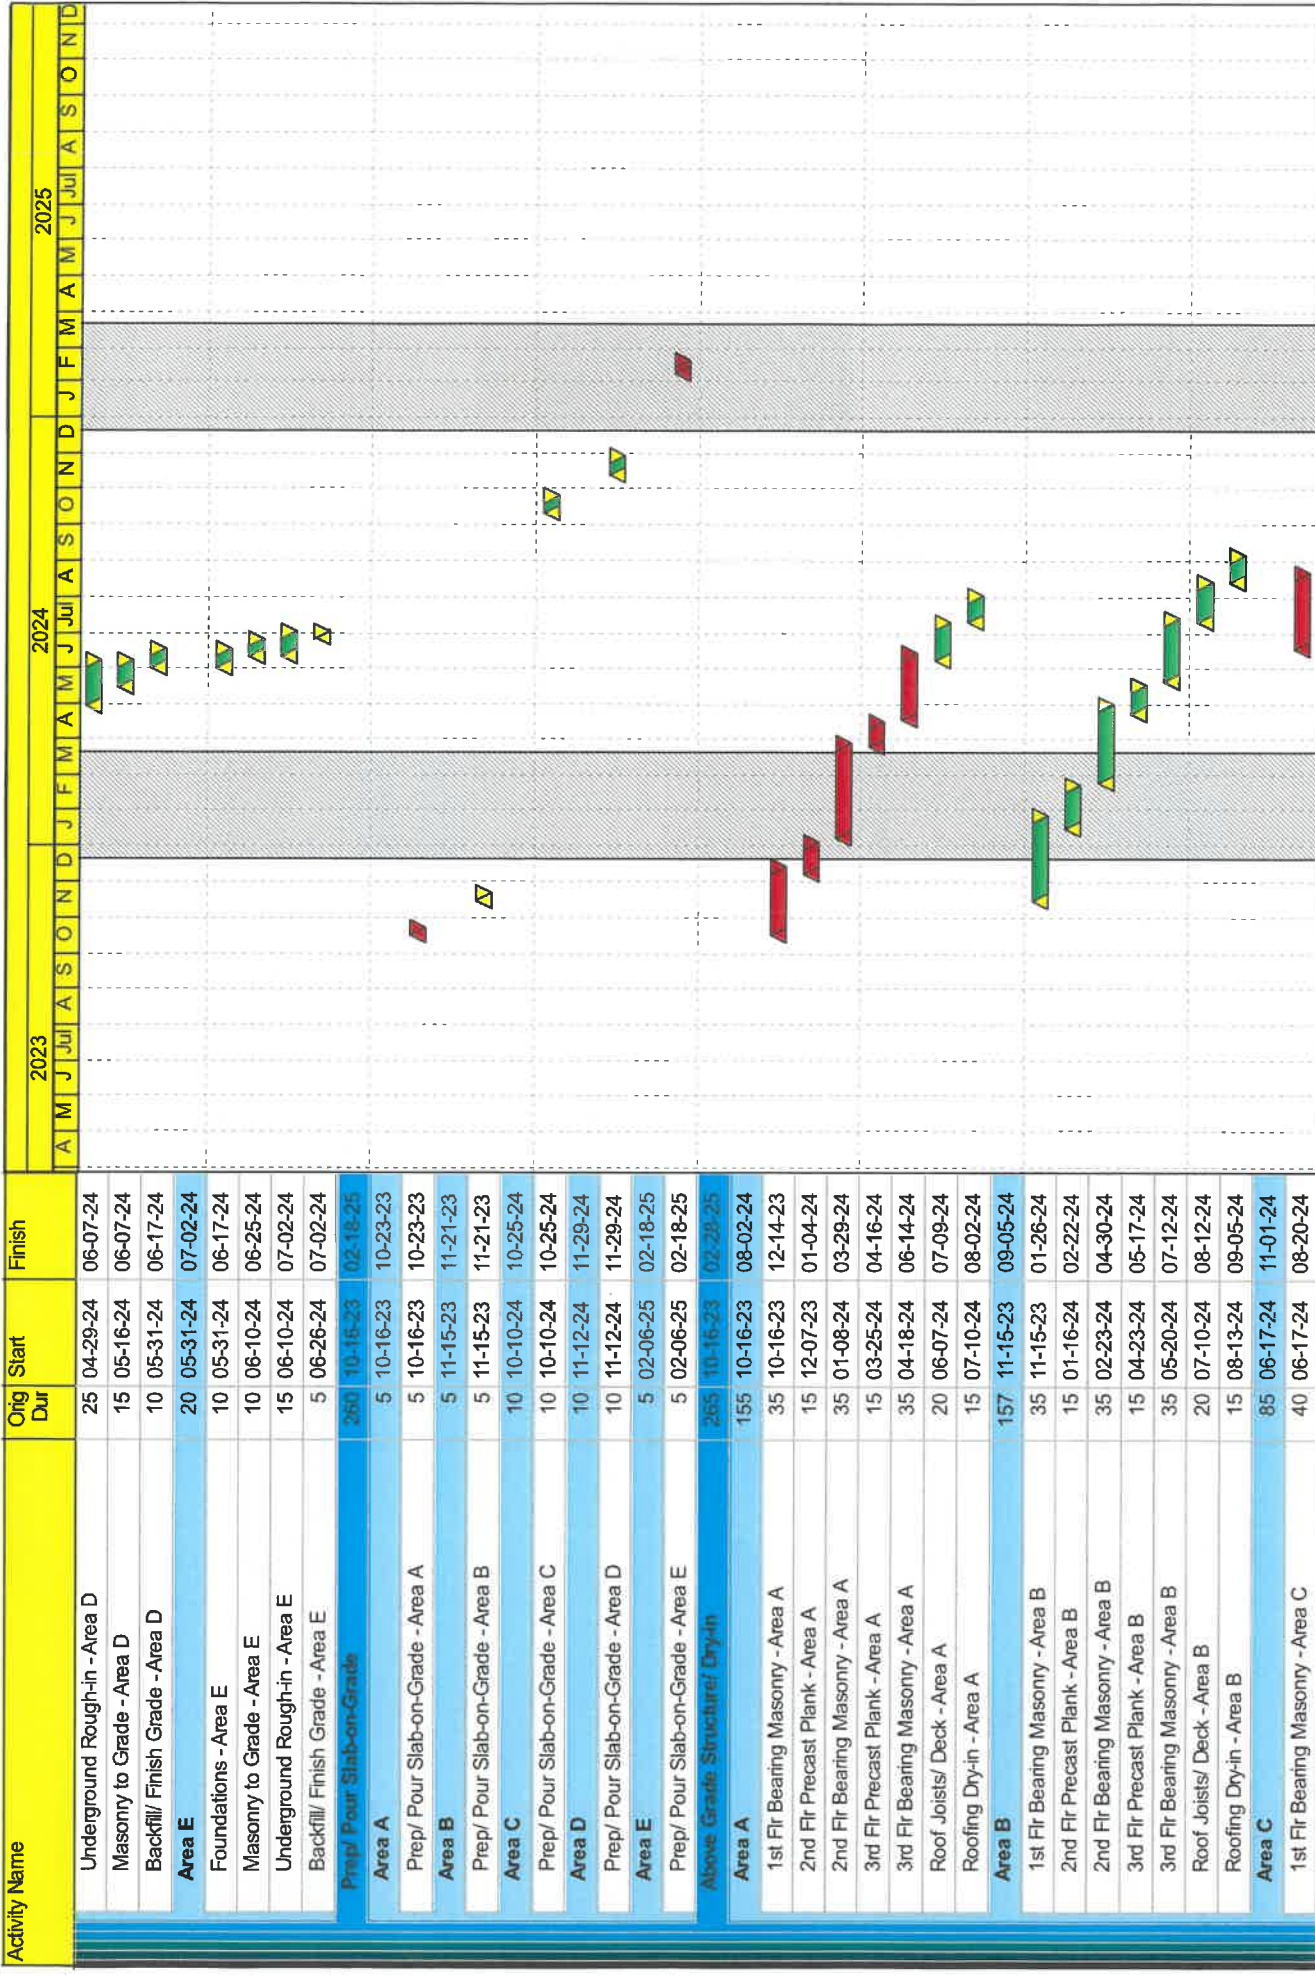 Activity Name Orig Dur Start Finish 2023 2024 2025
A M J Jul A S O N D J F M A M J Jul A S O N D J F M A M J Jul A S O N D
Underground Rough-in - Area D 25 04-29-24 06-07-24
Masonry to Grade - Area D 15 05-16-24 06-07-24
Backfill/ Finish Grade - Area D 10 05-31-24 06-17-24
Area E 20 05-31-24 07-02-24
Foundations - Area E 10 05-31-24 06-17-24
Masonry to Grade - Area E 10 06-10-24 06-25-24
Underground Rough-in - Area E 15 06-10-24 07-02-24
Backfill/ Finish Grade - Area E 5 06-26-24 07-02-24
Prep/ Pour Slab-on-Grade 260 10-16-23 02-18-25
Area A 5 10-16-23 10-23-23
Prep/ Pour Slab-on-Grade - Area A 5 10-16-23 10-23-23
Area B 5 11-15-23 11-21-23
Prep/ Pour Slab-on-Grade - Area B 5 11-15-23 11-21-23
Area C 10 10-10-24 10-25-24
Prep/ Pour Slab-on-Grade - Area C 10 10-10-24 10-25-24
Area D 10 11-12-24 11-29-24
Prep/ Pour Slab-on-Grade - Area D 10 11-12-24 11-29-24
Area E 5 02-06-25 02-18-25
Prep/ Pour Slab-on-Grade - Area E 5 02-06-25 02-18-25
Above Grade Structure/ Dry-in 265 10-16-23 02-28-25
Area A 155 10-16-23 08-02-24
1st Flr Bearing Masonry - Area A 35 10-16-23 12-14-23
2nd Flr Precast Plank - Area A 15 12-07-23 01-04-24
2nd Flr Bearing Masonry - Area A 35 01-08-24 03-29-24
3rd Flr Precast Plank - Area A 15 03-25-24 04-16-24
3rd Flr Bearing Masonry - Area A 35 04-18-24 06-14-24
Roof Joists/ Deck - Area A 20 06-07-24 07-09-24
Roofing Dry-in - Area A 15 07-10-24 08-02-24
Area B 157 11-15-23 09-05-24
1st Flr Bearing Masonry - Area B 35 11-15-23 01-26-24
2nd Flr Precast Plank - Area B 15 01-16-24 02-22-24
2nd Flr Bearing Masonry - Area B 35 02-23-24 04-30-24
3rd Flr Precast Plank - Area B 15 04-23-24 05-17-24
3rd Flr Bearing Masonry - Area B 35 05-20-24 07-12-24
Roof Joists/ Deck - Area B 20 07-10-24 08-12-24
Roofing Dry-in - Area B 15 08-13-24 09-05-24
Area C 85 06-17-24 11-01-24
1st Flr Bearing Masonry - Area C 40 06-17-24 08-20-24